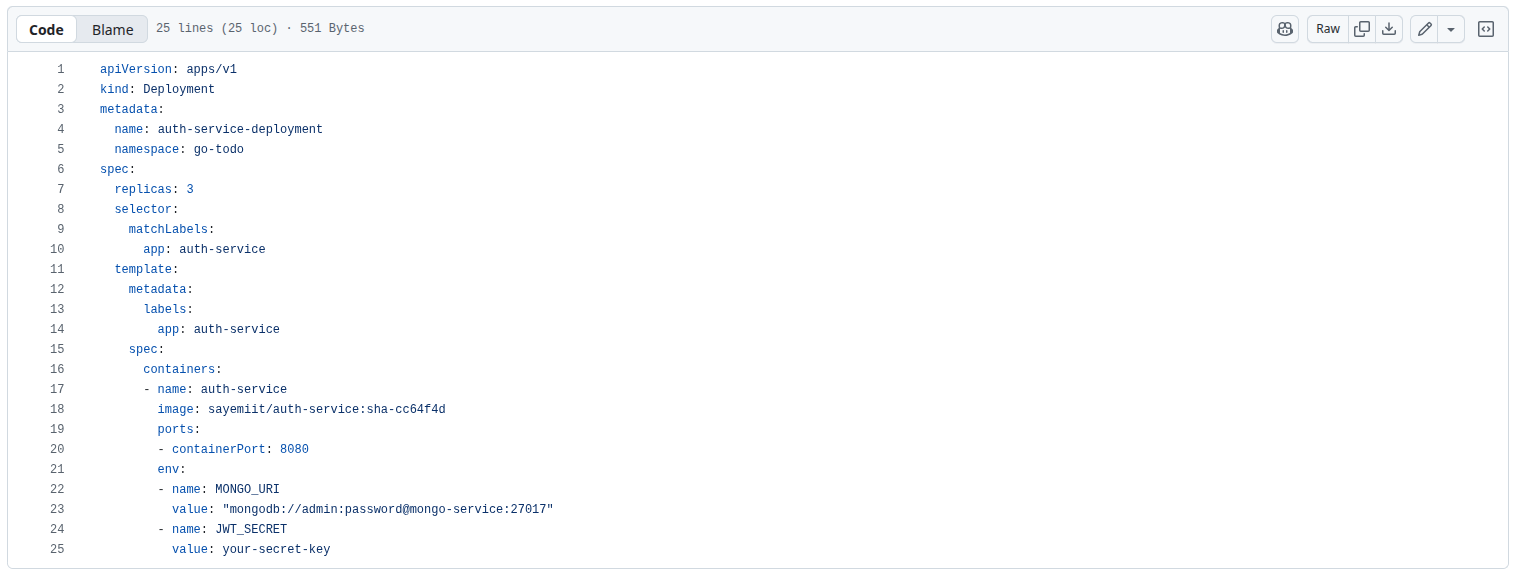 Code Blame 25 lines (25 loc) · 551 Bytes Raw
1 apiVersion: apps/v1
2 kind: Deployment
3 metadata:
4   name: auth-service-deployment
5   namespace: go-todo
6 spec:
7   replicas: 3
8   selector:
9     matchLabels:
10       app: auth-service
11   template:
12     metadata:
13       labels:
14         app: auth-service
15     spec:
16       containers:
17       - name: auth-service
18         image: sayemiit/auth-service:sha-cc64f4d
19         ports:
20         - containerPort: 8080
21         env:
22         - name: MONGO_URI
23           value: "mongodb://admin:password@mongo-service:27017"
24         - name: JWT_SECRET
25           value: your-secret-key